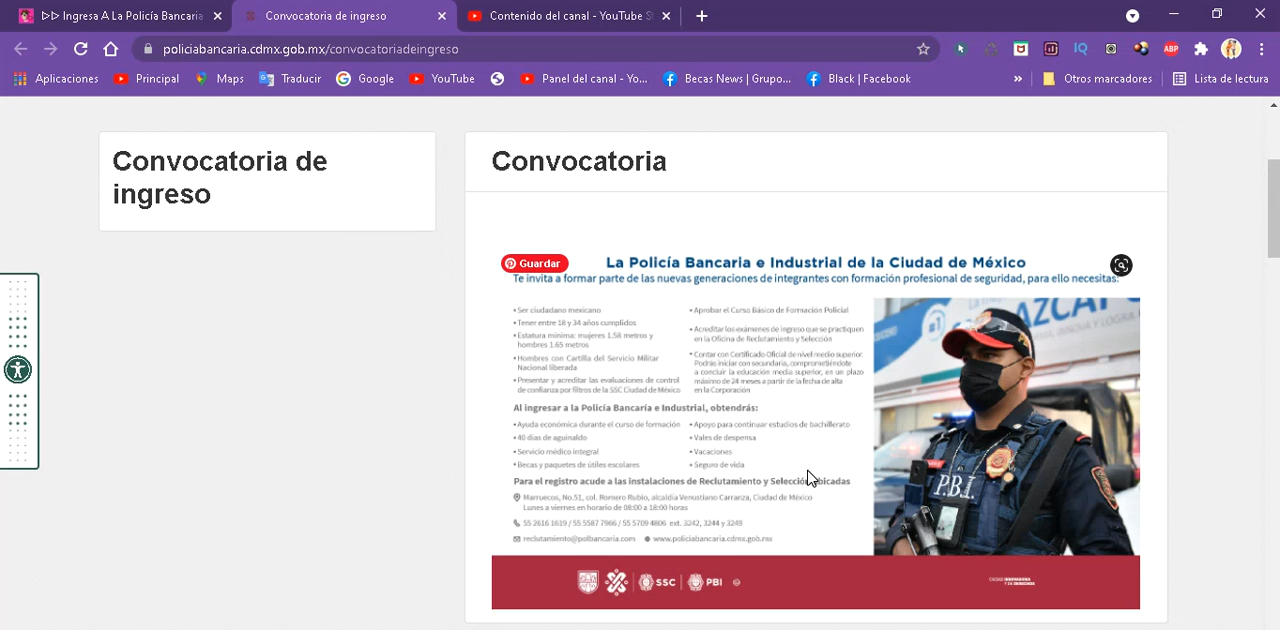 ▷▷ Ingresa A La Policía Bancaria
Convocatoria de ingreso
Contenido del canal - YouTube S
policiabancaria.cdmx.gob.mx/convocatoriadeingreso
IQ
ABP
Aplicaciones
Principal
Maps
Traducir
Google
YouTube
Panel del canal - Yo...
Becas News | Grupo...
Black | Facebook
»
Otros marcadores
Lista de lectura
Convocatoria de
ingreso
Convocatoria
Guardar
La Policía Bancaria e Industrial de la Ciudad de México
Te invita a formar parte de las nuevas generaciones de integrantes con formación profesional de seguridad, para ello necesitas:
• Ser ciudadano mexicano
• Tener entre 18 y 34 años cumplidos
• Estatura mínima: mujeres 1.58 metros y
hombres 1.65 metros
• Hombres con Cartilla del Servicio Militar
Nacional liberada
• Presentar y acreditar las evaluaciones de control
de confianza por filtros de la SSC Ciudad de México
• Aprobar el Curso Básico de Formación Policial
• Acreditar los exámenes de ingreso que se practiquen
en la Oficina de Reclutamiento y Selección
• Contar con Certificado Oficial de nivel medio superior.
Podrás iniciar con secundaria, comprometiéndote
a concluir la educación media superior, en un plazo
máximo de 24 meses a partir de la fecha de alta
en la Corporación
Al ingresar a la Policía Bancaria e Industrial, obtendrás:
• Ayuda económica durante el curso de formación
• 40 días de aguinaldo
• Servicio médico integral
• Becas y paquetes de útiles escolares
• Apoyo para continuar estudios de bachillerato
• Vales de despensa
• Vacaciones
• Seguro de vida
Para el registro acude a las instalaciones de Reclutamiento y Selección ubicadas
Marruecos, No.51, col. Romero Rubio, alcaldía Venustiano Carranza, Ciudad de México
Lunes a viernes en horario de 08:00 a 18:00 horas
55 2616 1619 / 55 5587 7966 / 55 5709 4806 ext. 3242, 3244 y 3249
reclutamiento@polbancaria.com
www.policiabancaria.cdmx.gob.mx
#1
AZCAP
P.B.I.
SSC
PBI
CIUDAD INNOVADORA
Y DE DERECHOS